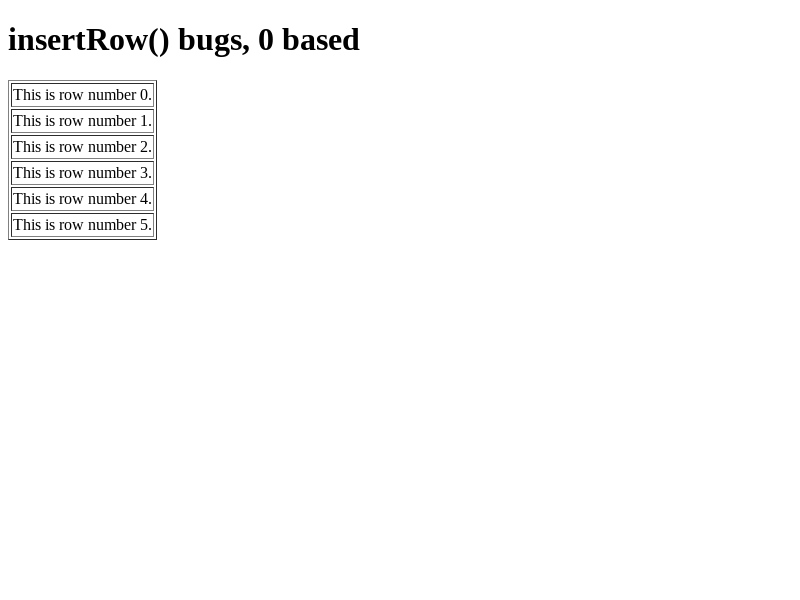 insertRow() bugs, 0 based
This is row number 0.
This is row number 1.
This is row number 2.
This is row number 3.
This is row number 4.
This is row number 5.